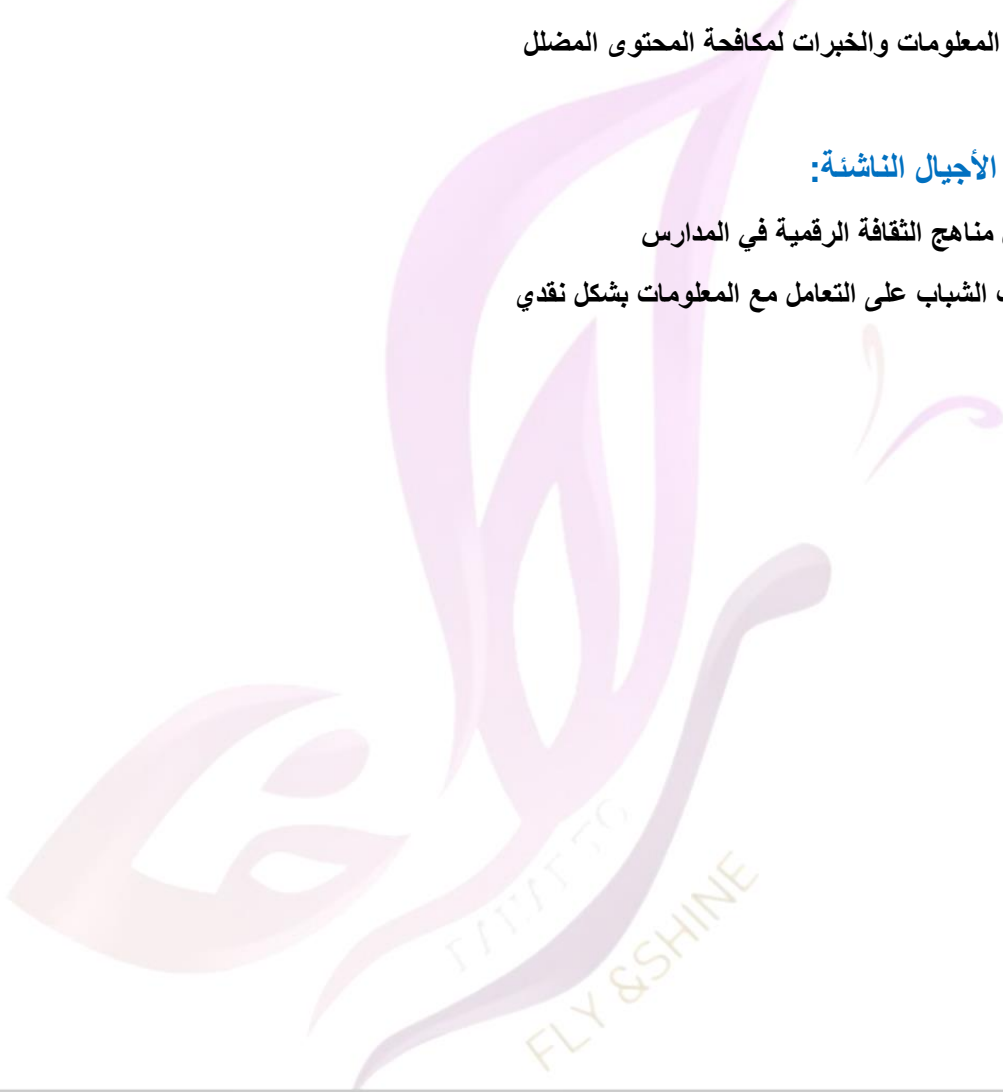 المعلومات والخبرات لمكافحة المحتوى المضلل
الأجيال الناشئة:
مناهج الثقافة الرقمية في المدارس
الشباب على التعامل مع المعلومات بشكل نقدي
FLY &SHINE